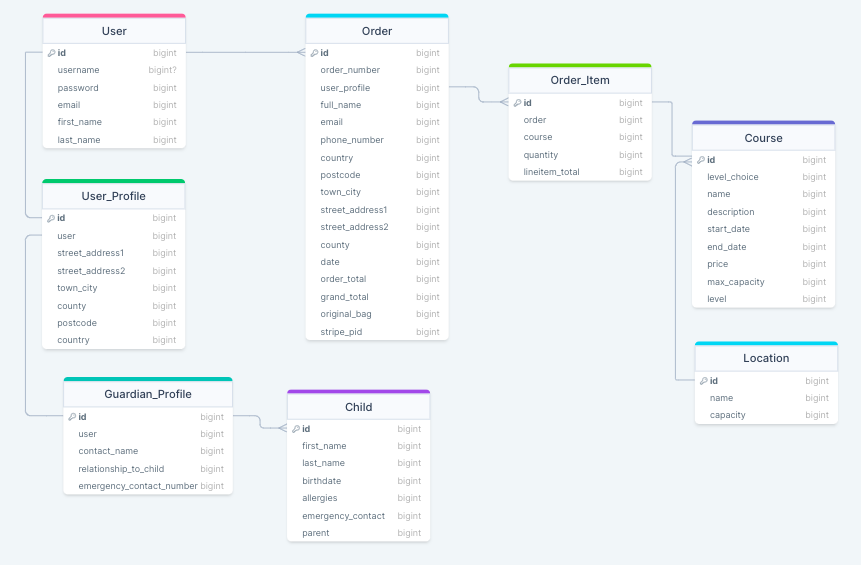 User
id bigint
username bigint?
password bigint
email bigint
first_name bigint
last_name bigint
User_Profile
id bigint
user bigint
street_address1 bigint
street_address2 bigint
town_city bigint
county bigint
postcode bigint
country bigint
Guardian_Profile
id bigint
user bigint
contact_name bigint
relationship_to_child bigint
emergency_contact_number bigint
Order
id bigint
order_number bigint
user_profile bigint
full_name bigint
email bigint
phone_number bigint
country bigint
postcode bigint
town_city bigint
street_address1 bigint
street_address2 bigint
county bigint
date bigint
order_total bigint
grand_total bigint
original_bag bigint
stripe_pid bigint
Child
id bigint
first_name bigint
last_name bigint
birthdate bigint
allergies bigint
emergency_contact bigint
parent bigint
Order_Item
id bigint
order bigint
course bigint
quantity bigint
lineitem_total bigint
Course
id bigint
level_choice bigint
name bigint
description bigint
start_date bigint
end_date bigint
price bigint
max_capacity bigint
level bigint
Location
id bigint
name bigint
capacity bigint